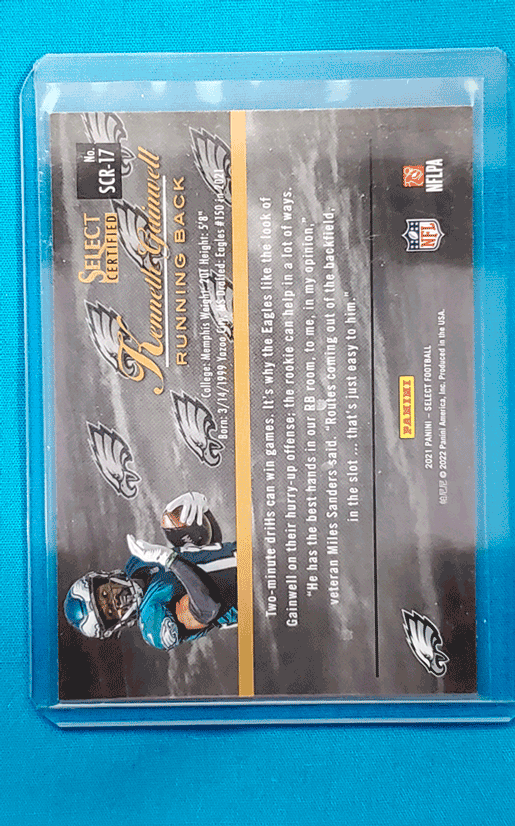 No.
SCR-17
SELECT
CERTIFIED
Kenneth Gainwell
RUNNING BACK
College: Memphis Weight: 201 Height: 5'8"
Born: 3/14/1999 Yazoo City, MS Drafted: Eagles #150 in 2021
Two-minute drills can win games. It's why the Eagles like the look of
Gainwell on their hurry-up offense; the rookie can help in a lot of ways.
"He has the best hands in our RB room, to me, in my opinion,"
veteran Miles Sanders said. "Routes coming out of the backfield,
in the slot ... that's just easy to him."
PANINI
2021 PANINI – SELECT FOOTBALL
帕尼尼 © 2022 Panini America, Inc. Produced in the USA.
NFL
NFLPA